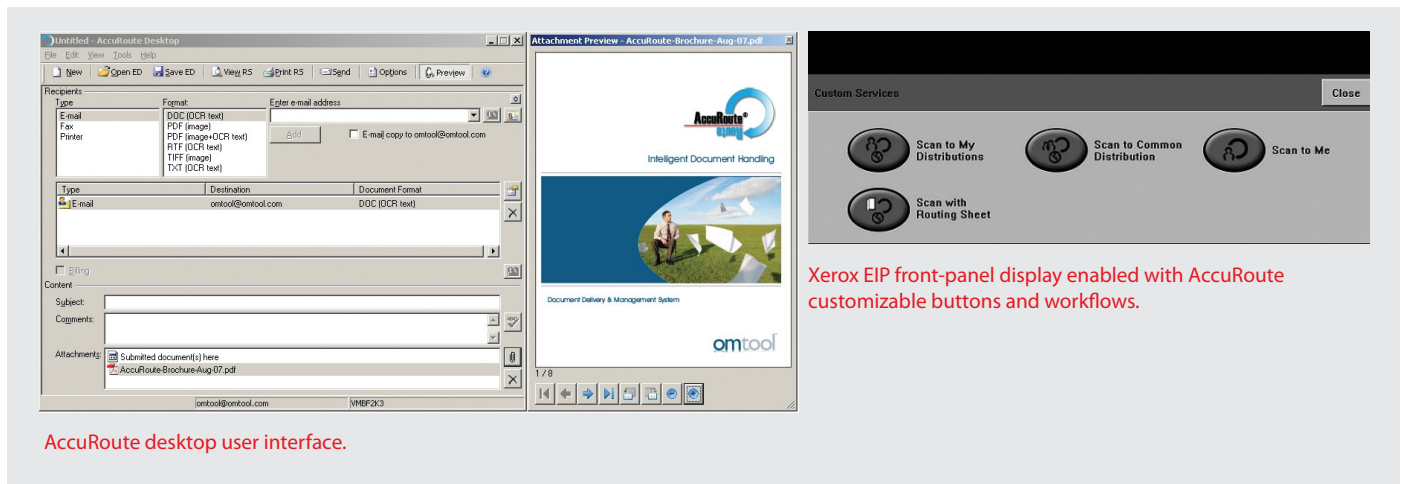 Untitled - AccuRoute Desktop
File Edit View Tools Help
New Open ED Save ED View RS Print RS Send Options Preview
Recipients
Type Format: Enter e-mail address
E-mail
Fax
Printer
DOC (OCR text)
PDF (image)
PDF (image+OCR text)
RTF (OCR text)
TIFF (image)
TXT (OCR text)
Add
E-mail copy to omtool@omtool.com
Type Destination Document Format
E-mail omtool@omtool.com DOC (OCR text)
Billing
Content
Subject:
Comments:
Attachments:
Submitted document(s) here
AccuRoute-Brochure-Aug-07.pdf
omtool@omtool.com VMBF2K3
Attachment Preview - AccuRoute-Brochure-Aug-07.pdf
AccuRoute®
Intelligent Document Handling
Document Delivery & Management System
omtool
1 / 8
AccuRoute desktop user interface.
Custom Services
Close
Scan to My
Distributions
Scan to Common
Distribution
Scan to Me
Scan with
Routing Sheet
Xerox EIP front-panel display enabled with AccuRoute
customizable buttons and workflows.